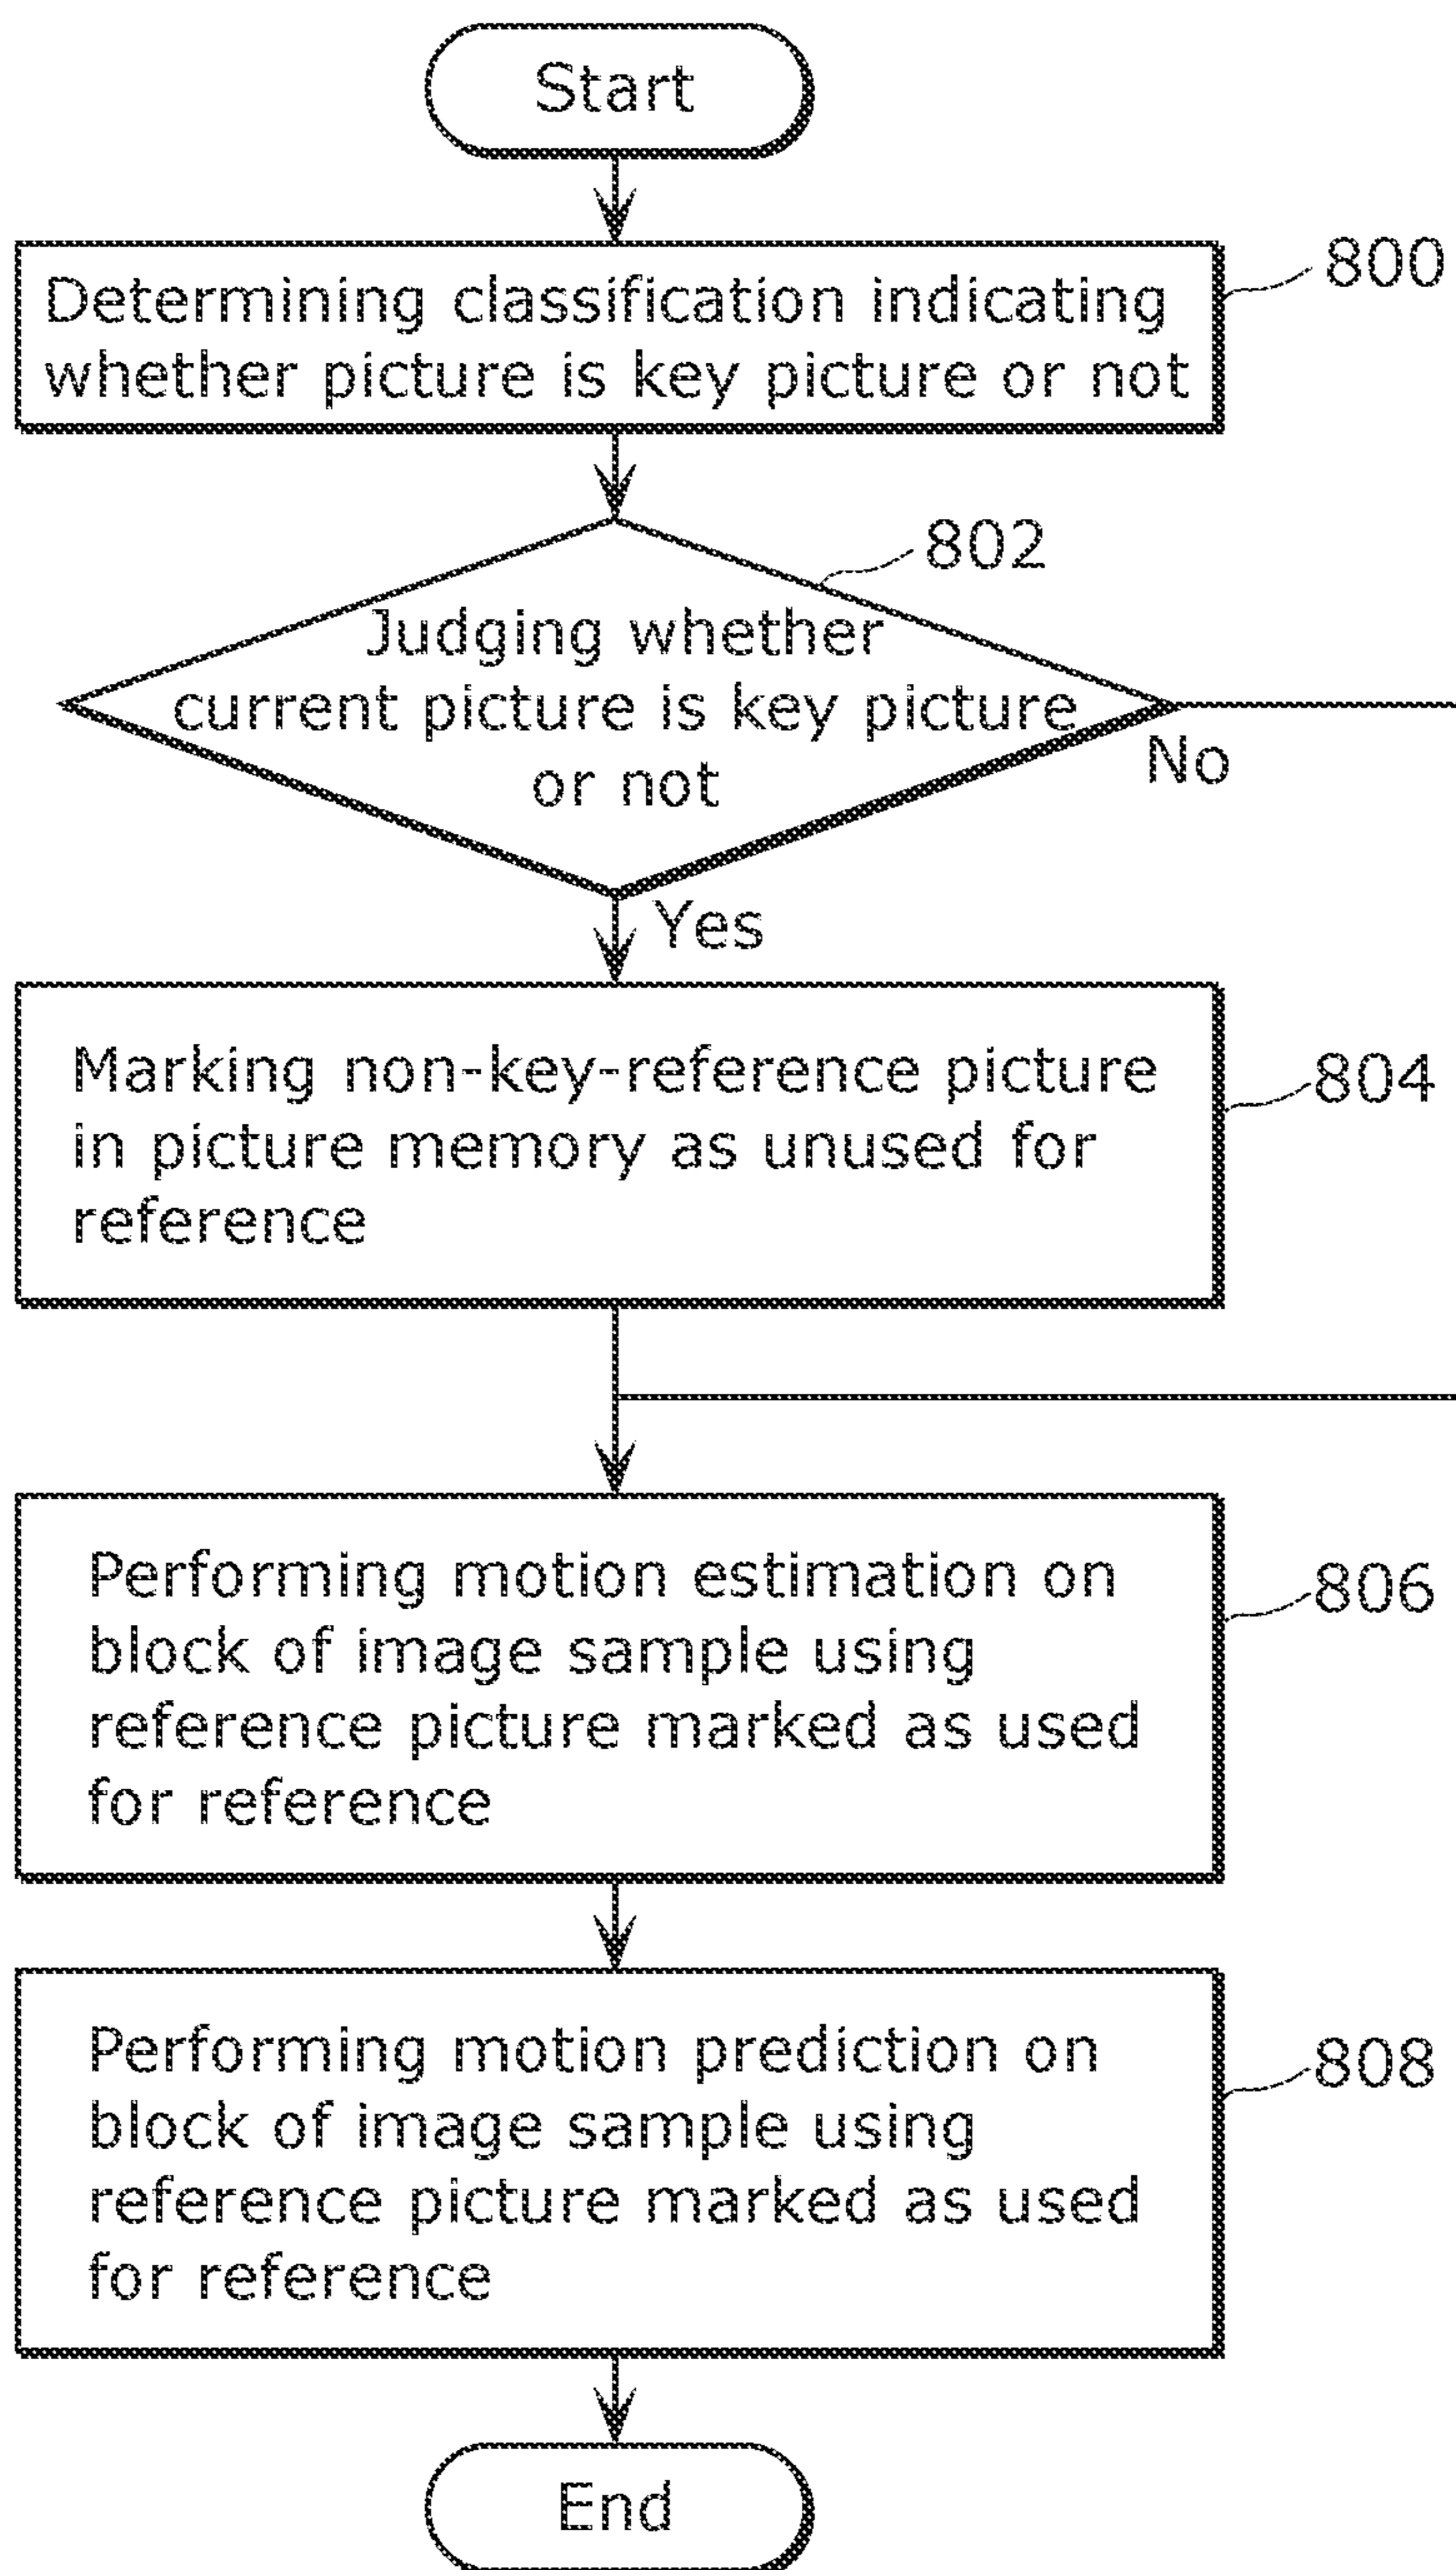 Start
800
Determining classification indicating
whether picture is key picture or not
802
Judging whether
current picture is key picture
or not
No
Yes
Marking non-key-reference picture
in picture memory as unused for
reference
804
Performing motion estimation on
block of image sample using
reference picture marked as used
for reference
806
Performing motion prediction on
block of image sample using
reference picture marked as used
for reference
808
End